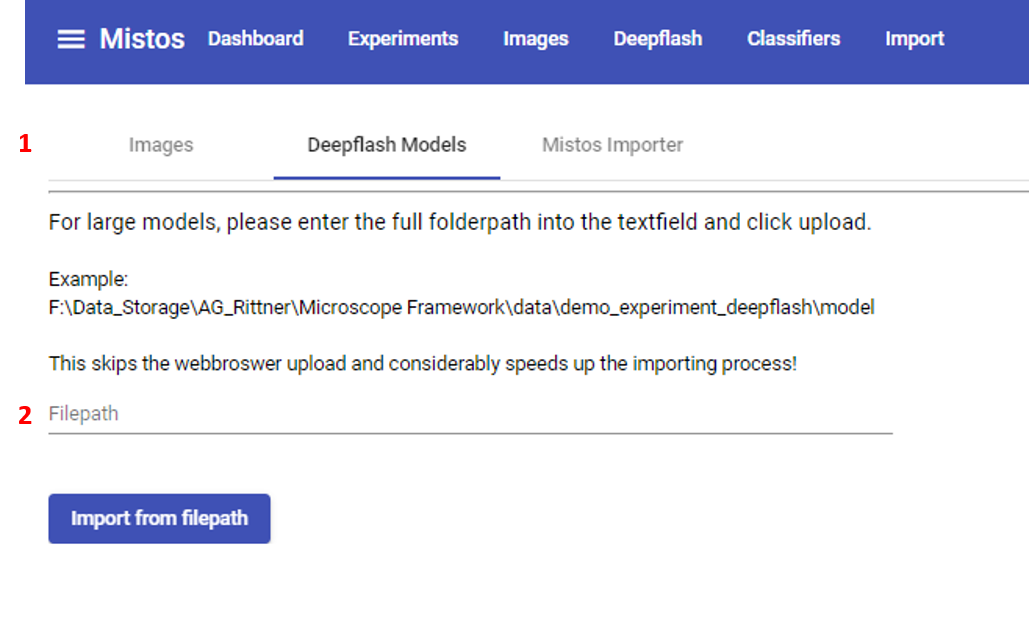 Mistos Dashboard Experiments Images Deepflash Classifiers Import
1 Images Deepflash Models Mistos Importer
For large models, please enter the full folderpath into the textfield and click upload.
Example:
F:\Data_Storage\AG_Rittner\Microscope Framework\data\demo_experiment_deepflash\model
This skips the webbroswer upload and considerably speeds up the importing process!
2 Filepath
Import from filepath